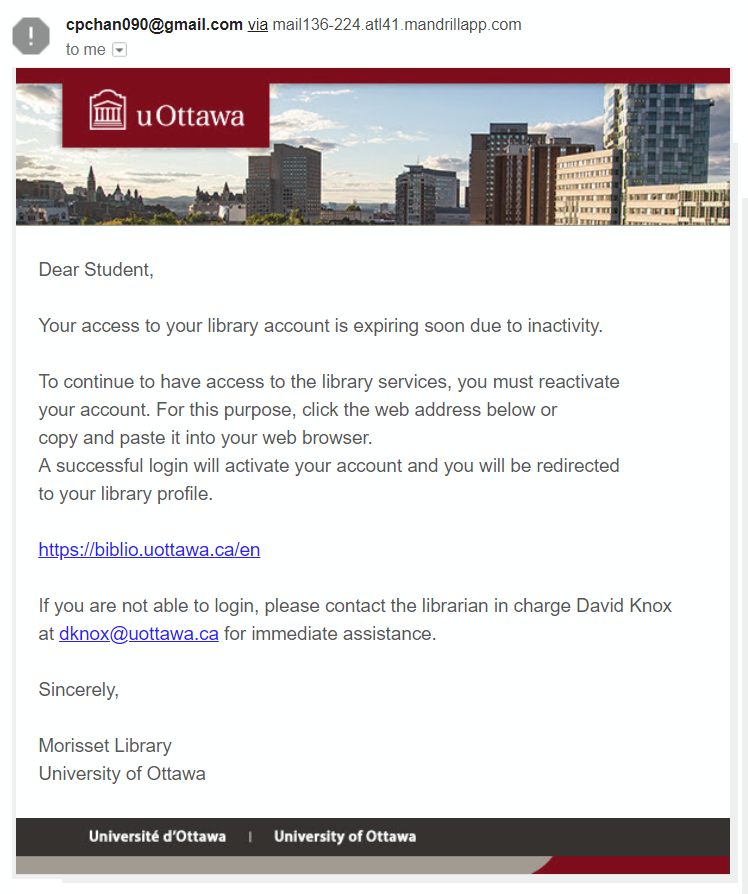 cpchan090@gmail.com via mail136-224.atl41.mandrillapp.com
to me
uOttawa
Dear Student,
Your access to your library account is expiring soon due to inactivity.
To continue to have access to the library services, you must reactivate
your account. For this purpose, click the web address below or
copy and paste it into your web browser.
A successful login will activate your account and you will be redirected
to your library profile.
https://biblio.uottawa.ca/en
If you are not able to login, please contact the librarian in charge David Knox
at dknox@uottawa.ca for immediate assistance.
Sincerely,
Morisset Library
University of Ottawa
Université d'Ottawa | University of Ottawa